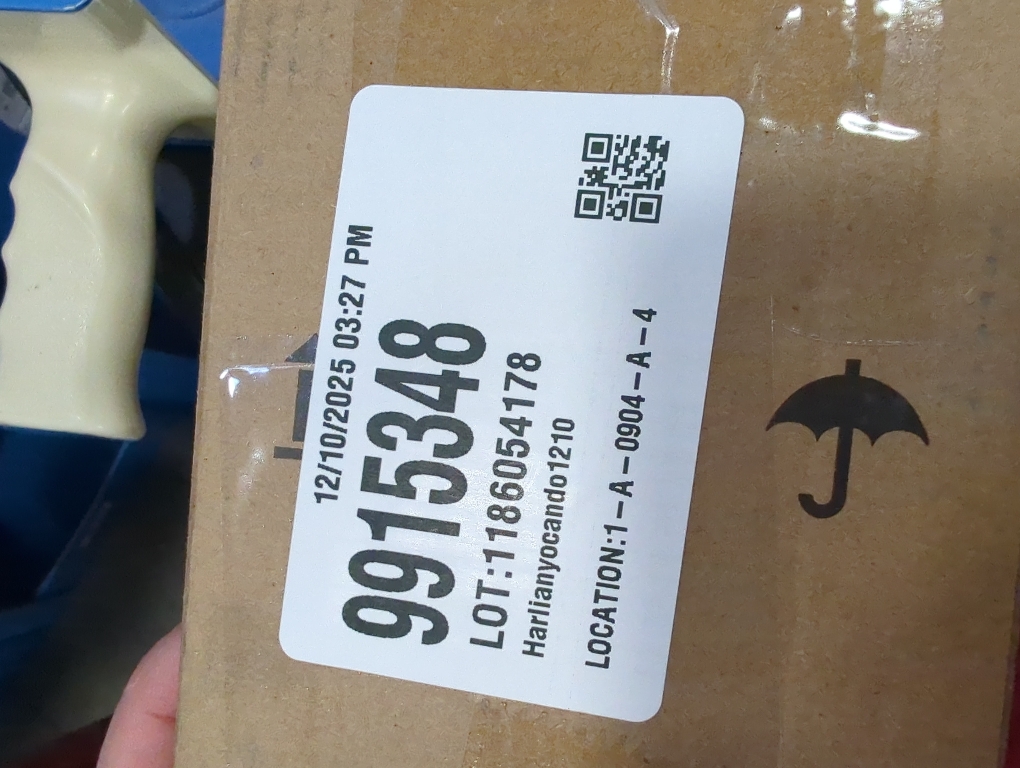 12/10/2025 03:27 PM
9915348
LOT:1186054178
Harlianyocando1210
LOCATION:1-A-0904-A-4